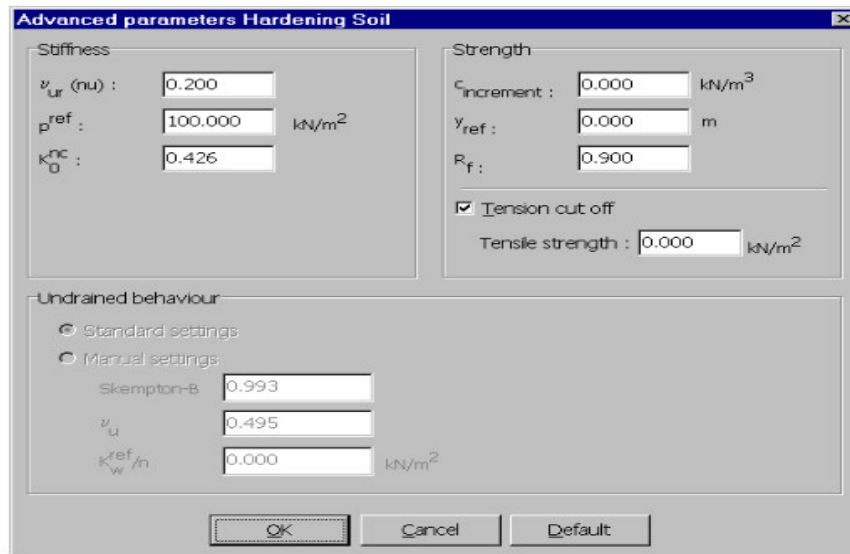 Advanced parameters Hardening Soil
Stiffness
νur (nu) : 0.200
pref : 100.000 kN/m2
K0nc : 0.426
Strength
cincrement : 0.000 kN/m3
yref : 0.000 m
Rf : 0.900
Tension cut off
Tensile strength : 0.000 kN/m2
Undrained behaviour
Standard settings
Manual settings
Skempton-B 0.993
νu 0.495
Kwref/n 0.000 kN/m2
OK Cancel Default